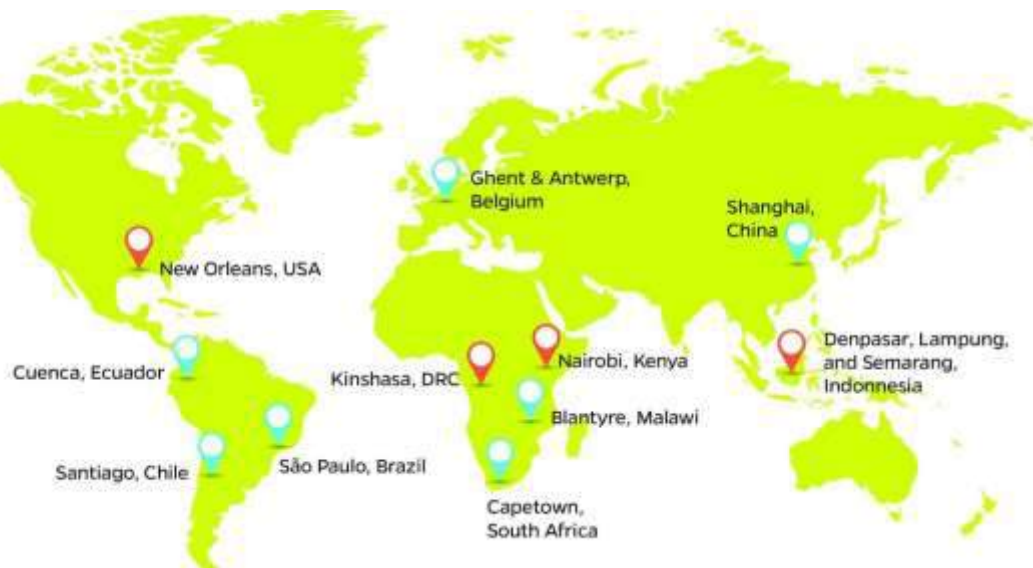 Ghent & Antwerp,
Belgium
Shanghai,
China
New Orleans, USA
Cuenca, Ecuador
Kinshasa, DRC
Nairobi, Kenya
Denpasar, Lampung,
and Semarang,
Indonnesia
Blantyre, Malawi
Santiago, Chile
São Paulo, Brazil
Capetown,
South Africa